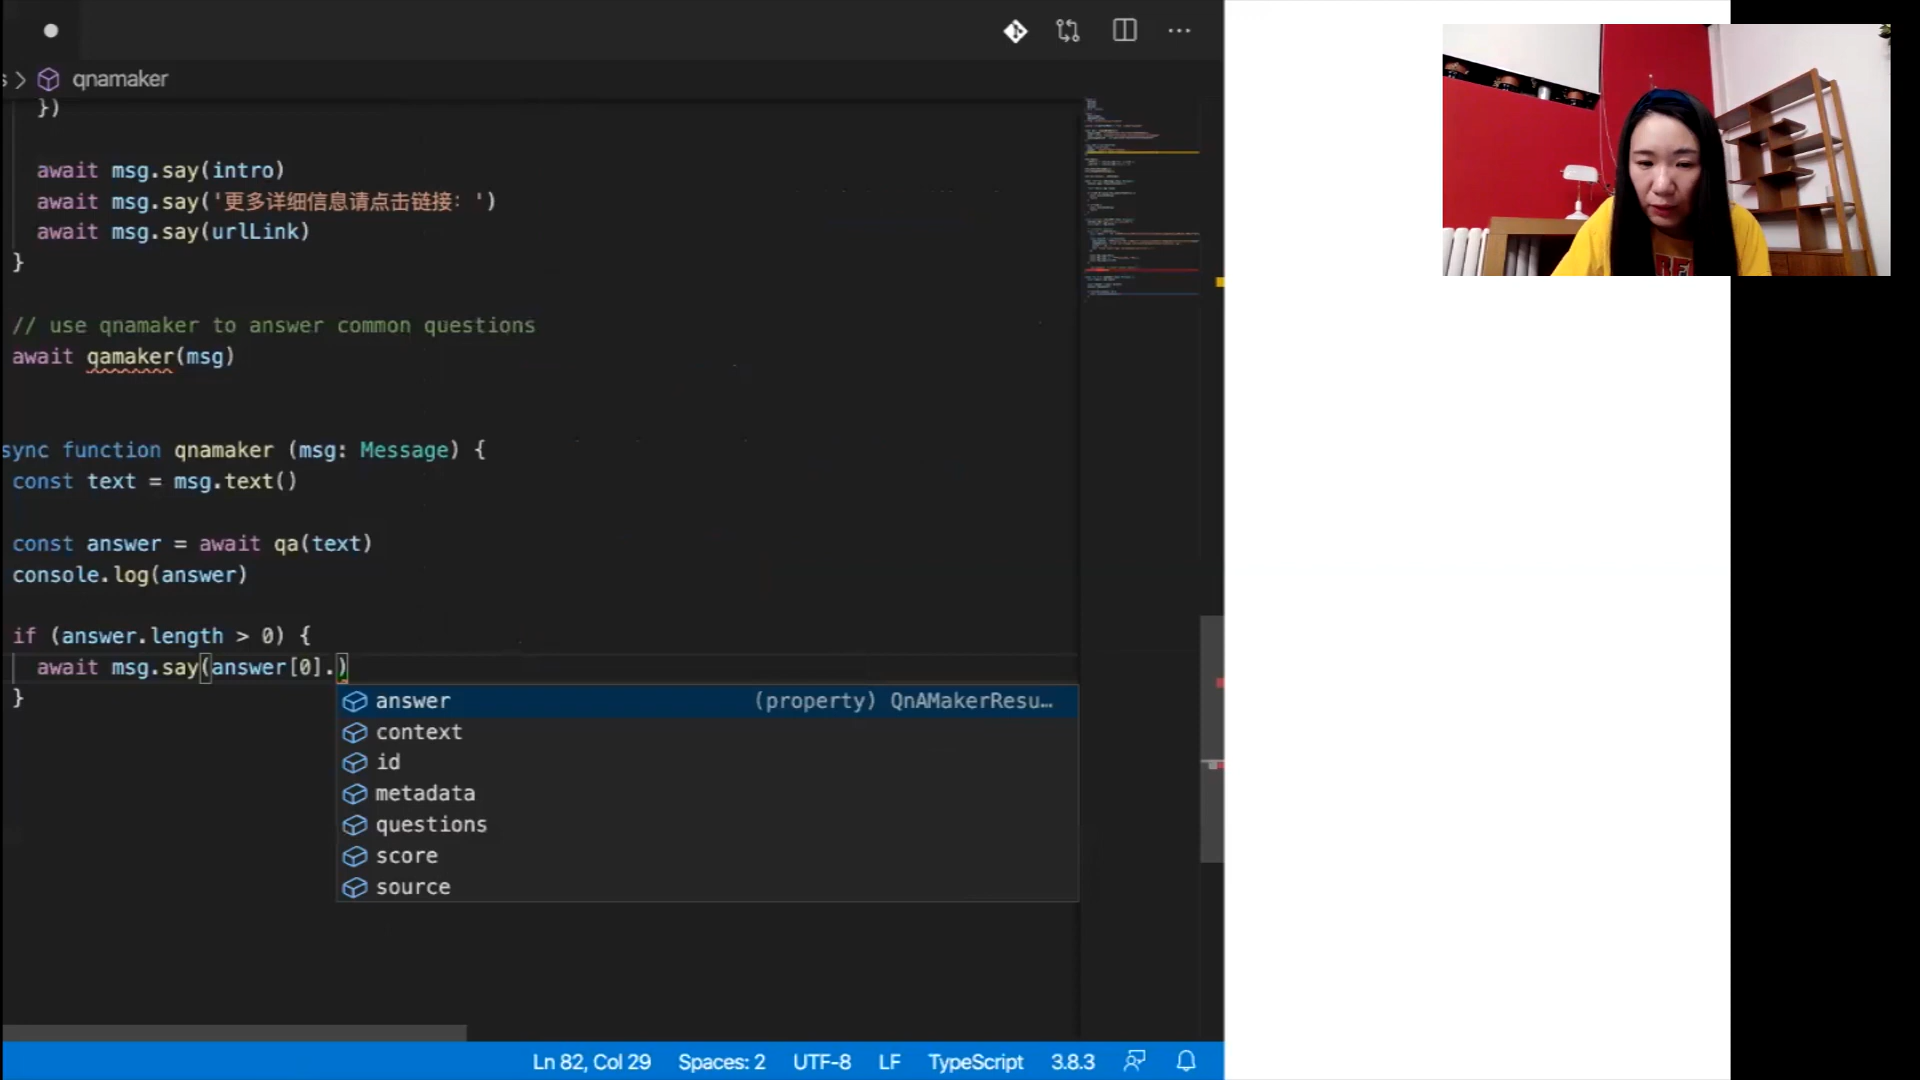 s > qnamaker
})
await msg.say(intro)
await msg.say('更多详细信息请点击链接: ')
await msg.say(urlLink)
}
// use qnamaker to answer common questions
await qamaker(msg)
sync function qnamaker (msg: Message) {
const text = msg.text()
const answer = await qa(text)
console.log(answer)
if (answer.length > 0) {
await msg.say(answer[0].)
}
answer (property) QnAMakerResu…
context
id
metadata
questions
score
source
Ln 82, Col 29 Spaces: 2 UTF-8 LF TypeScript 3.8.3